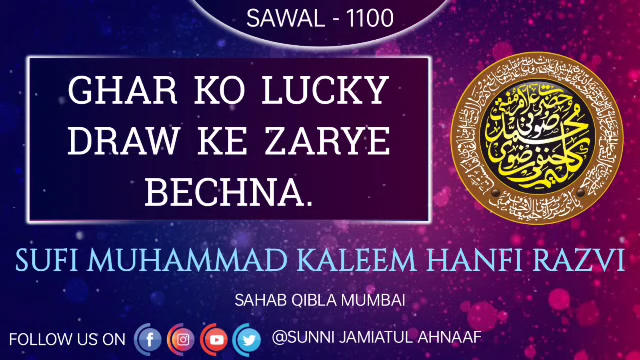 SAWAL - 1100
GHAR KO LUCKY
DRAW KE ZARYE
BECHNA.
SUFI MUHAMMAD KALEEM HANFI RAZVI
SAHAB QIBLA MUMBAI
FOLLOW US ON
@SUNNI JAMIATUL AHNAAF